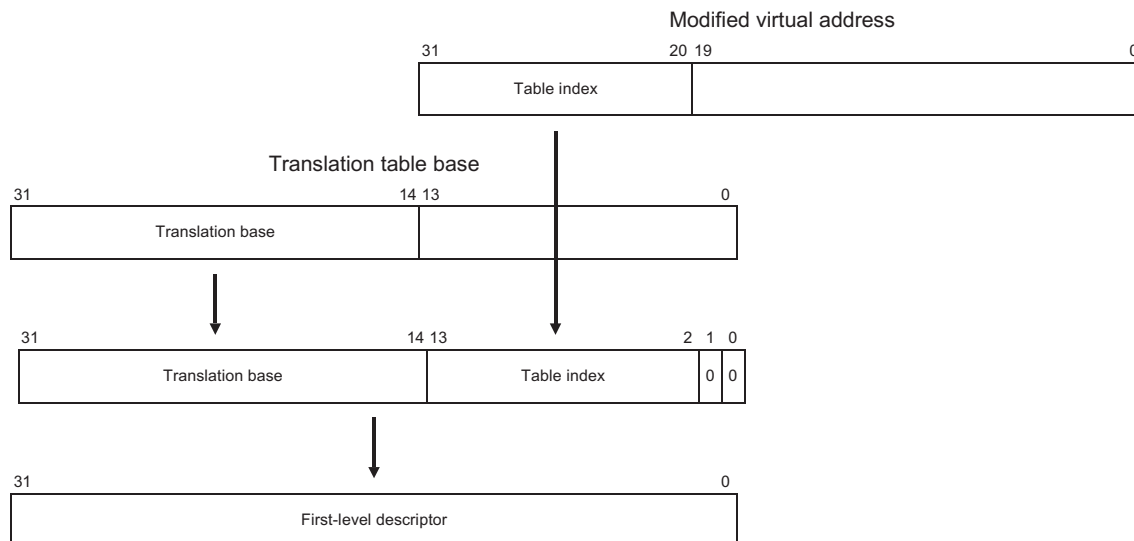 Modified virtual address
31 20 19 0
Table index
Translation table base
31 14 13 0
Translation base
31 14 13 2 1 0
Translation base Table index 0 0
31 0
First-level descriptor